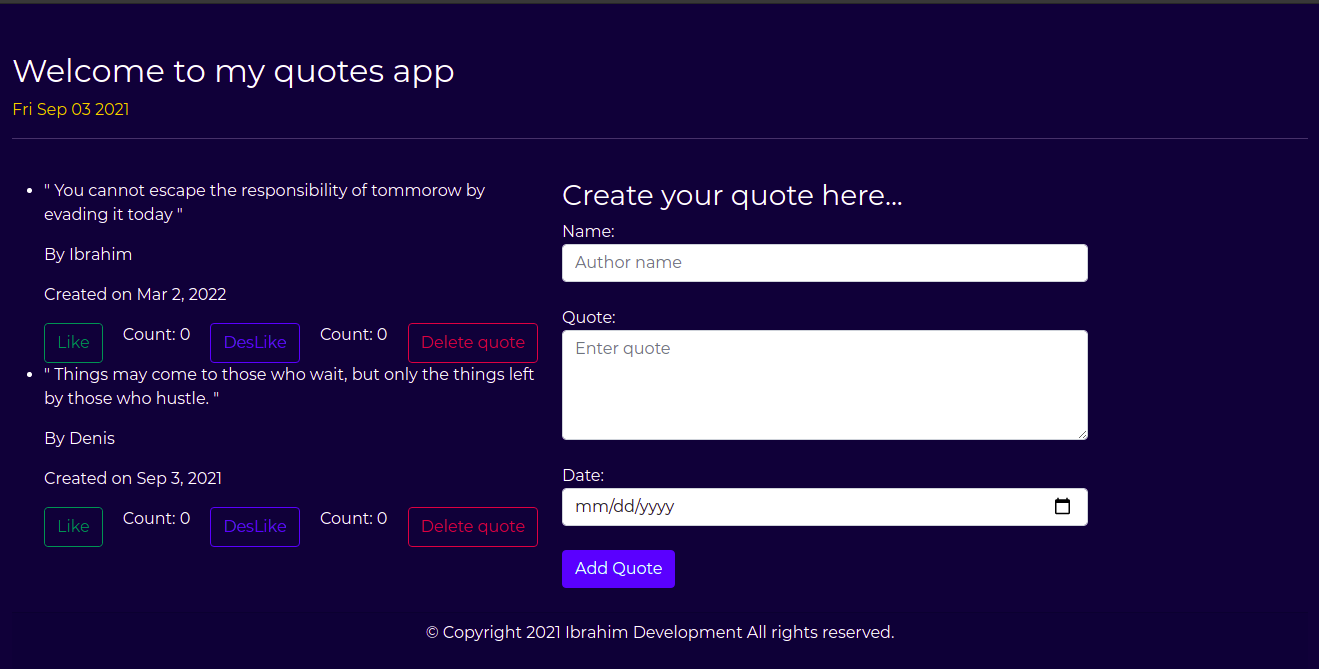 Welcome to my quotes app
Fri Sep 03 2021
" You cannot escape the responsibility of tommorow by
evading it today "
By Ibrahim
Created on Mar 2, 2022
Like Count: 0 DesLike Count: 0 Delete quote
" Things may come to those who wait, but only the things left
by those who hustle. "
By Denis
Created on Sep 3, 2021
Like Count: 0 DesLike Count: 0 Delete quote
Create your quote here...
Name:
Author name
Quote:
Enter quote
Date:
mm/dd/yyyy
Add Quote
© Copyright 2021 Ibrahim Development All rights reserved.